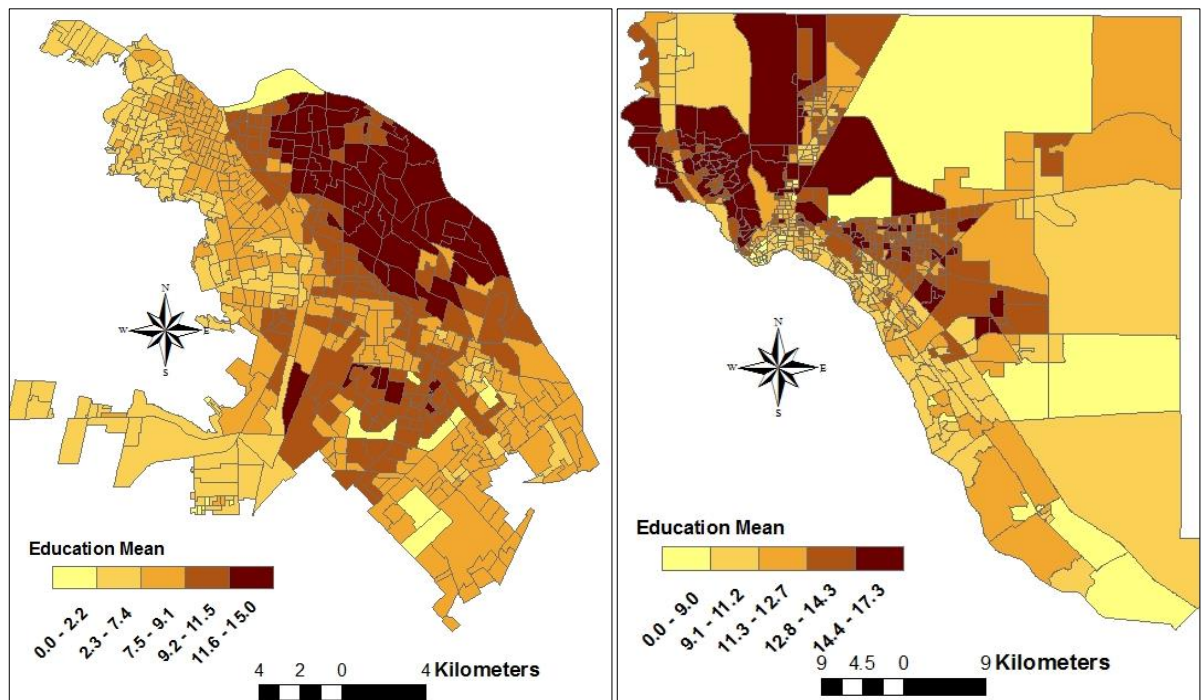 N
W E
S
Education Mean
0.0 - 2.2
2.3 - 7.4
7.5 - 9.1
9.2 - 11.5
11.6 - 15.0
4 2 0 4 Kilometers
N
W E
S
Education Mean
0.0 - 9.0
9.1 - 11.2
11.3 - 12.7
12.8 - 14.3
14.4 - 17.3
9 4.5 0 9 Kilometers